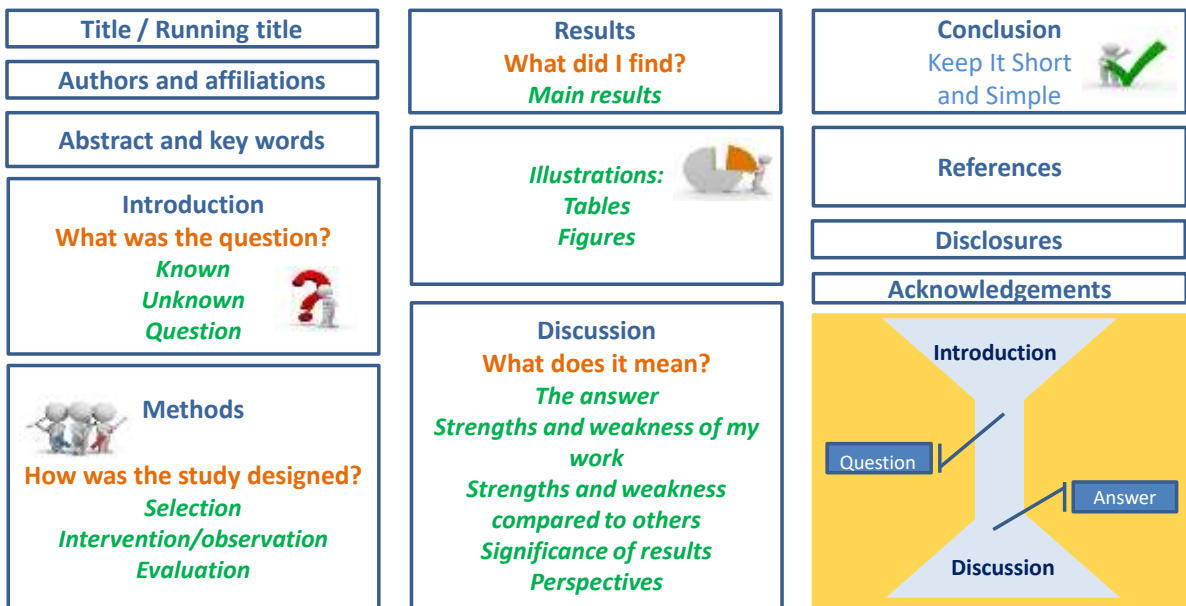 Title / Running title
Authors and affiliations
Abstract and key words
Introduction
What was the question?
Known
Unknown
Question
Methods
How was the study designed?
Selection
Intervention/observation
Evaluation
Results
What did I find?
Main results
Illustrations:
Tables
Figures
Discussion
What does it mean?
The answer
Strengths and weakness of my
work
Strengths and weakness
compared to others
Significance of results
Perspectives
Conclusion
Keep It Short
and Simple
References
Disclosures
Acknowledgements
Introduction
Question
Answer
Discussion